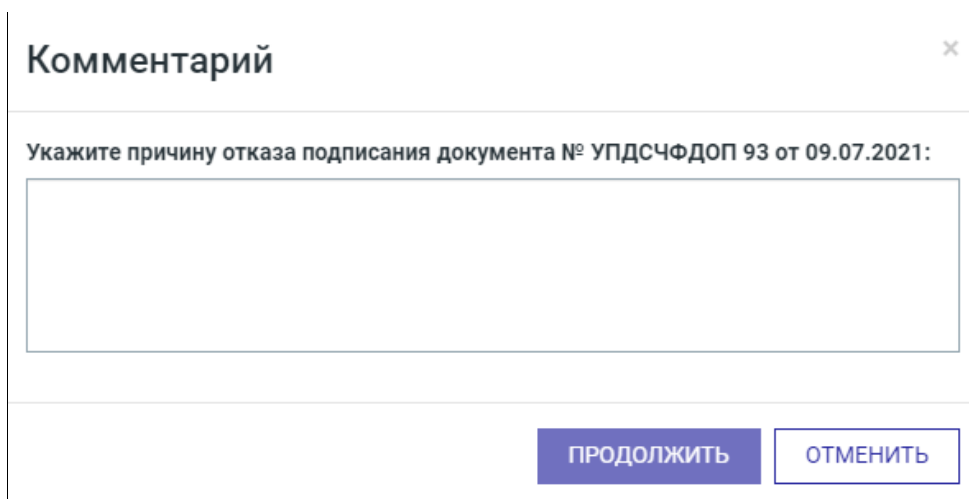 Комментарий
Укажите причину отказа подписания документа № УПДСЧФДОП 93 от 09.07.2021:
ПРОДОЛЖИТЬ
ОТМЕНИТЬ